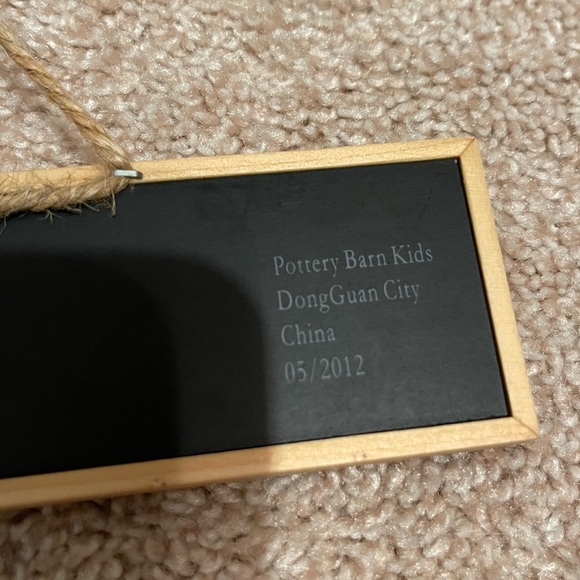 Pottery Barn Kids
DongGuan City
China
05/2012